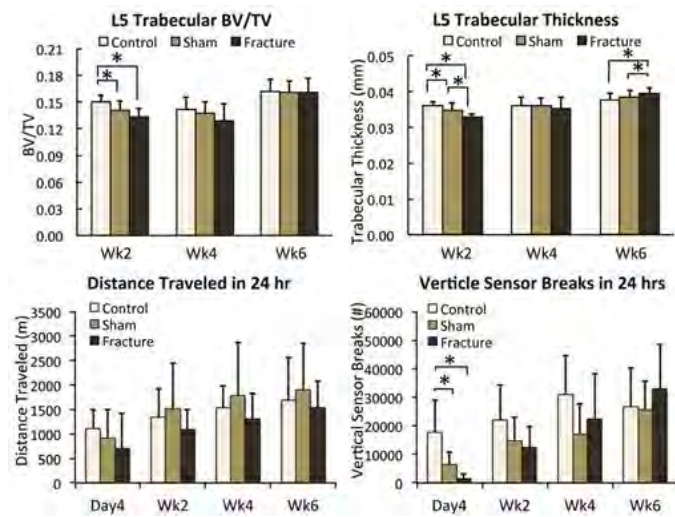 L5 Trabecular BV/TV
0.21
0.18
0.15
0.12
0.09
0.06
0.03
0.00
BV/TV
Control Sham Fracture
*
*
Wk2 Wk4 Wk6
L5 Trabecular Thickness
0.05
0.04
0.03
0.02
0.01
0.00
Trabecular Thickness (mm)
Control Sham Fracture
*
* *
*
*
Wk2 Wk4 Wk6
Distance Traveled in 24 hr
3500
3000
2500
2000
1500
1000
500
Distance Traveled (m)
Control
Sham
Fracture
Day4 Wk2 Wk4 Wk6
Verticle Sensor Breaks in 24 hrs
60000
50000
40000
30000
20000
10000
0
Vertical Sensor Breaks (#)
Control
Sham
Fracture
*
*
Day4 Wk2 Wk4 Wk6